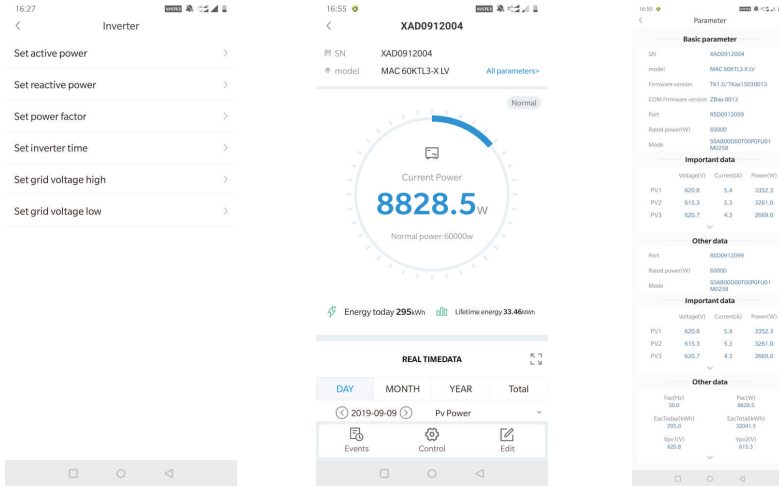 16:27
Inverter
Set active power
Set reactive power
Set power factor
Set inverter time
Set grid voltage high
Set grid voltage low
16:55
XAD0912004
SN XAD0912004
model MAC 60KTL3-X LV All parameters>
Normal
Current Power
8828.5W
Normal power:60000w
Energy today 295kWh Lifetime energy 33.46MWh
REAL TIMEDATA
DAY MONTH YEAR Total
2019-09-09 Pv Power
Events Control Edit
16:55
Parameter
Basic parameter
SN XAD0912004
model MAC 60KTL3-X LV
Firmware version TK1.0/TKaa15030013
COM Firmware version ZBaa-0013
Port RSD0912099
Rated power(W) 60000
Mode S0AB00D00T00P0FU01
M0258
Important data
Voltage(V) Current(A) Power(W)
PV1 620.8 5.4 3352.3
PV2 615.3 5.3 3261.0
PV3 620.7 4.3 2669.0
Other data
Port RSD0912099
Rated power(W) 60000
Mode S0AB00D00T00P0FU01
M0258
Important data
Voltage(V) Current(A) Power(W)
PV1 620.8 5.4 3352.3
PV2 615.3 5.3 3261.0
PV3 620.7 4.3 2669.0
Other data
Fac(Hz) Pac(W)
50.0 8828.5
EacToday(kWh) EacTotal(kWh)
295.0 32041.5
Vpv1(V) Vpv2(V)
620.8 615.3